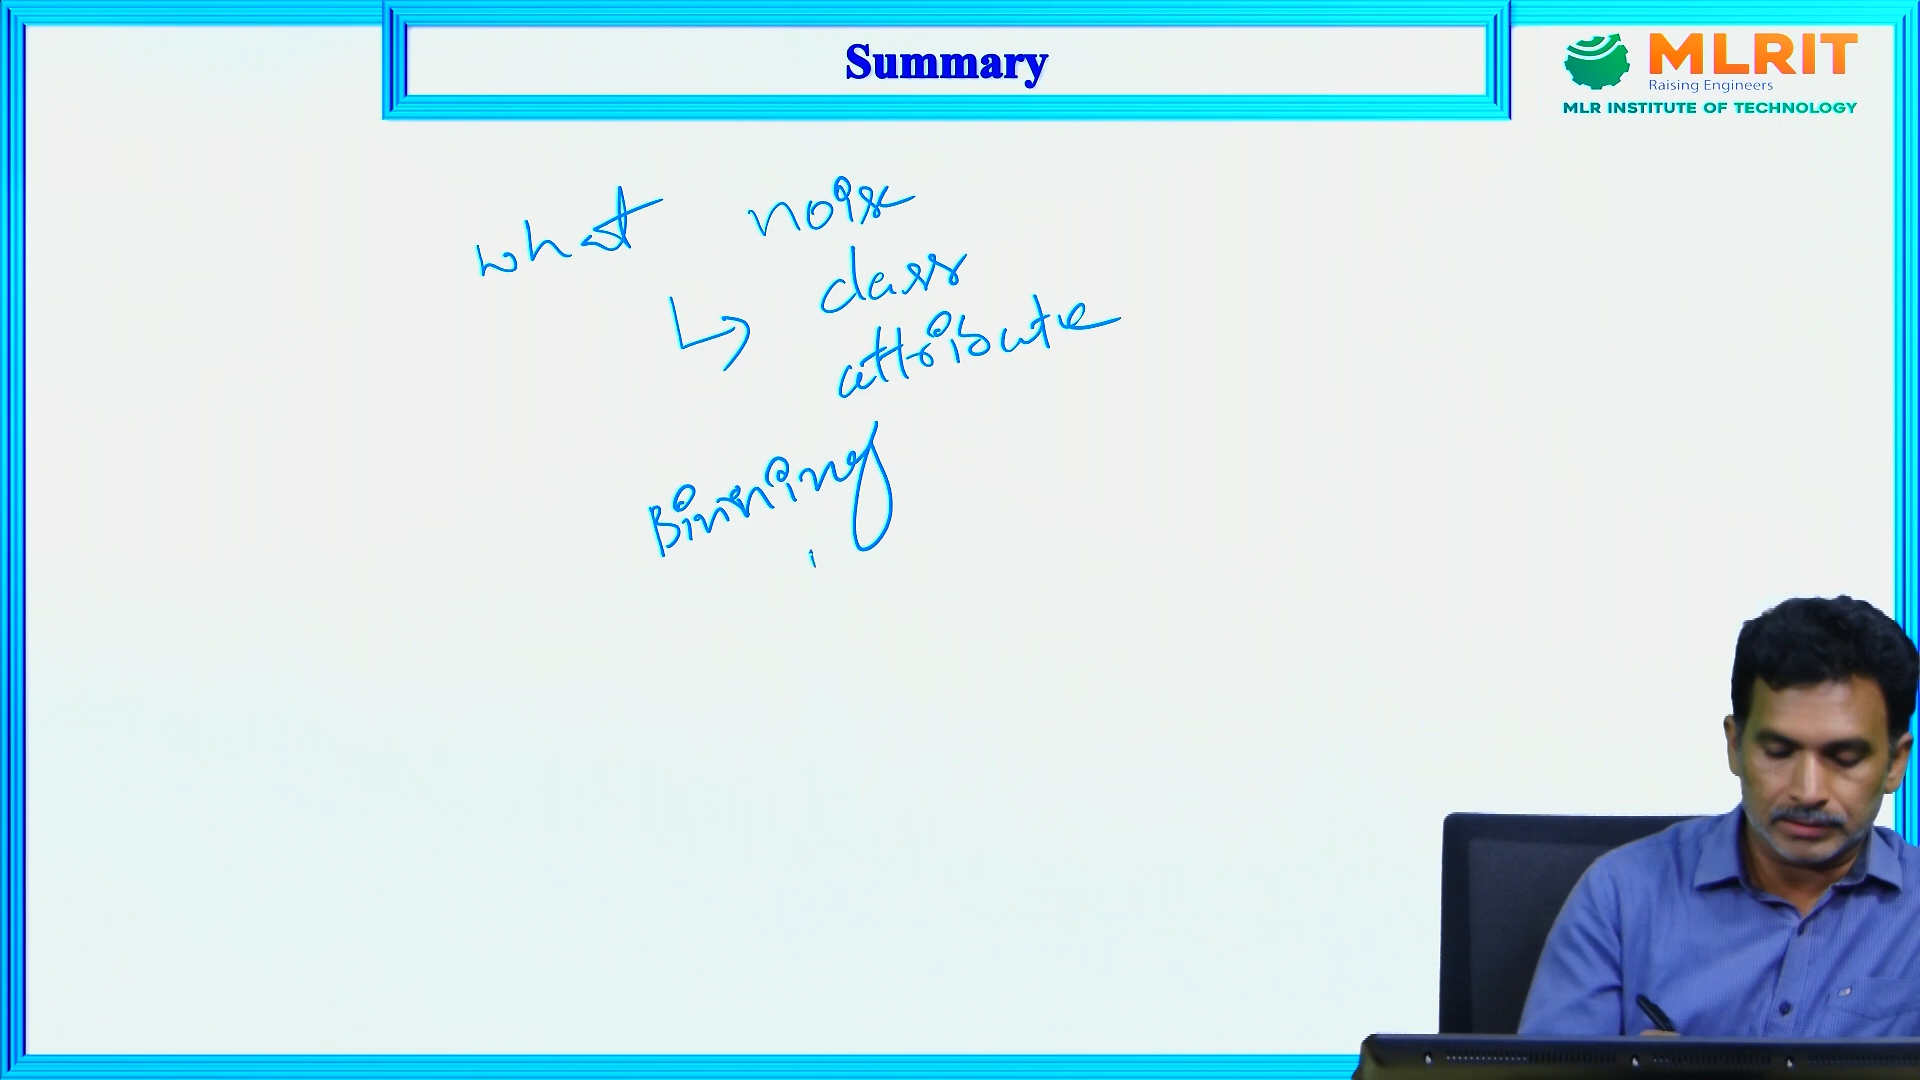 Summary
MLRIT
Raising Engineers
MLR INSTITUTE OF TECHNOLOGY
what noise
class
attribute
Binning